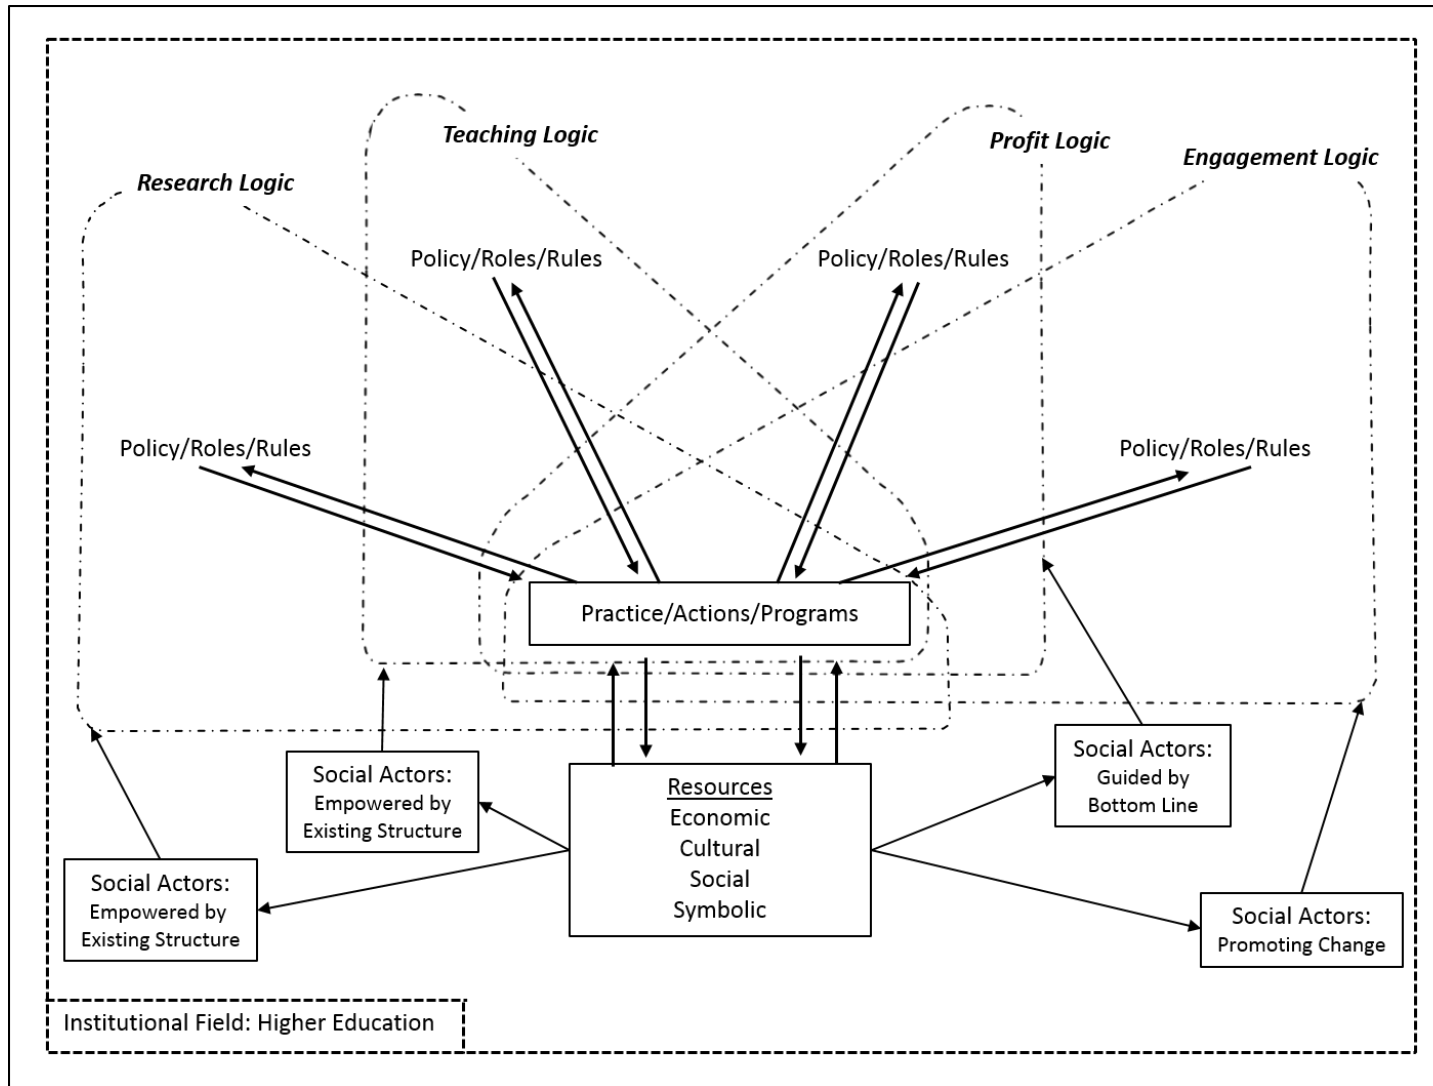 Teaching Logic
Profit Logic
Engagement Logic
Research Logic
Policy/Roles/Rules
Policy/Roles/Rules
Policy/Roles/Rules
Policy/Roles/Rules
Practice/Actions/Programs
Social Actors:
Empowered by
Existing Structure
Resources
Economic
Cultural
Social
Symbolic
Social Actors:
Guided by
Bottom Line
Social Actors:
Empowered by
Existing Structure
Social Actors:
Promoting Change
Institutional Field: Higher Education